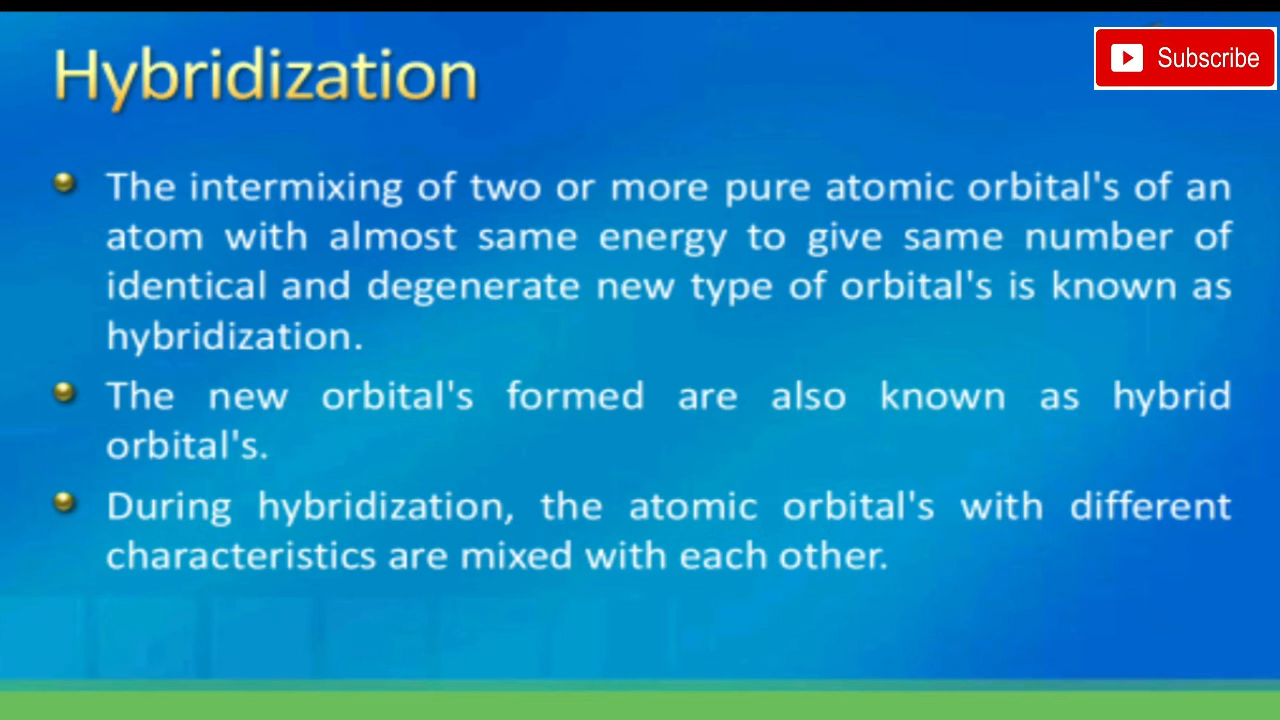 Hybridization
Subscribe
The intermixing of two or more pure atomic orbital's of an
atom with almost same energy to give same number of
identical and degenerate new type of orbital's is known as
hybridization.
The new orbital's formed are also known as hybrid
orbital's.
During hybridization, the atomic orbital's with different
characteristics are mixed with each other.